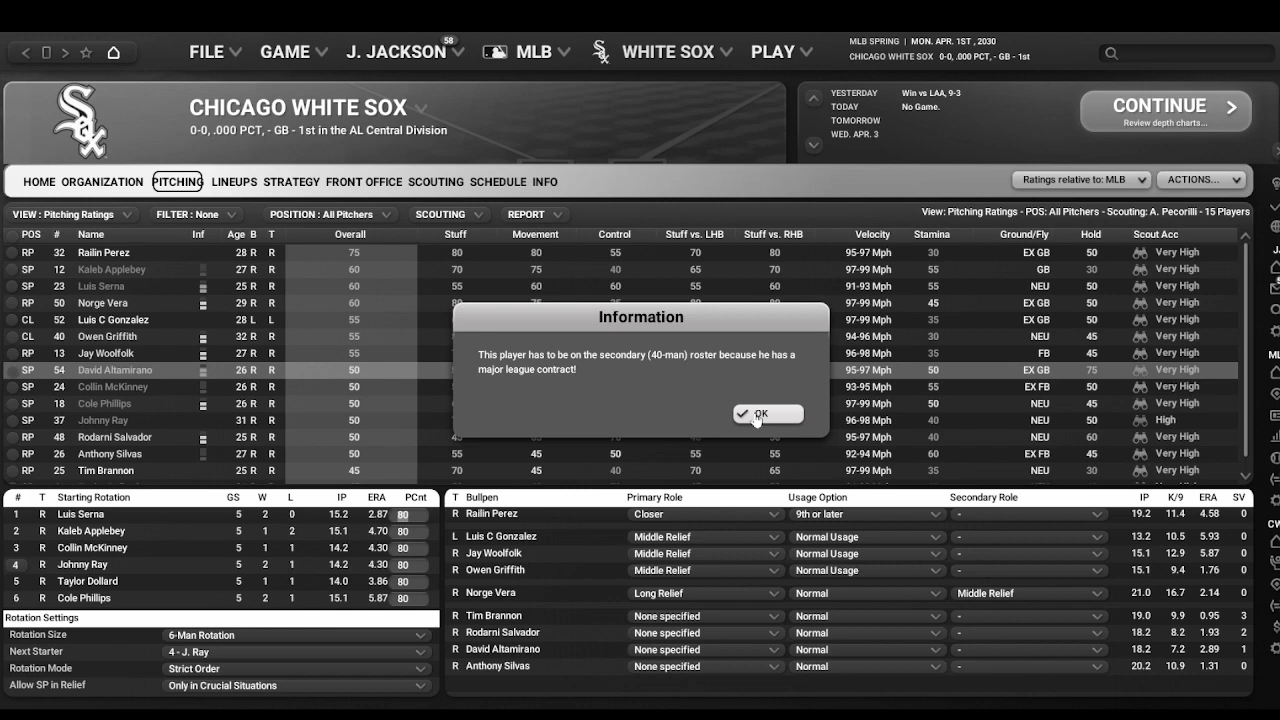 FILE GAME J. JACKSON 58 MLB WHITE SOX PLAY
MLB SPRING | MON. APR. 1ST , 2030
CHICAGO WHITE SOX 0-0, .000 PCT, - GB - 1st
CHICAGO WHITE SOX
0-0, .000 PCT, - GB - 1st in the AL Central Division
YESTERDAY Win vs LAA, 9-3
TODAY No Game.
TOMORROW
WED. APR. 3
CONTINUE
Review depth charts...
HOME ORGANIZATION PITCHING LINEUPS STRATEGY FRONT OFFICE SCOUTING SCHEDULE INFO
Ratings relative to: MLB ACTIONS...
VIEW : Pitching Ratings FILTER : None POSITION : All Pitchers SCOUTING REPORT
View: Pitching Ratings - POS: All Pitchers - Scouting: A. Pecorilli - 15 Players
POS # Name Inf Age B T Overall Stuff Movement Control Stuff vs. LHB Stuff vs. RHB Velocity Stamina Ground/Fly Hold Scout Acc
RP 32 Railin Perez 28 R R 75 80 80 55 70 80 95-97 Mph 30 EX GB 50 Very High
SP 12 Kaleb Applebey 27 R R 60 70 75 40 65 70 97-99 Mph 55 GB 30 Very High
SP 23 Luis Serna 25 R R 60 55 60 60 55 60 91-93 Mph 55 NEU 50 Very High
RP 50 Norge Vera 29 R R 60 97-99 Mph 45 EX GB 50 Very High
CL 52 Luis C Gonzalez 28 L L 55 97-99 Mph 35 EX GB 50 Very High
CL 40 Owen Griffith 32 R R 55 94-96 Mph 30 NEU 45 Very High
RP 13 Jay Woolfolk 27 R R 55 96-98 Mph 35 FB 40 Very High
SP 54 David Altamirano 26 R R 50 95-97 Mph 50 EX GB 75 Very High
SP 24 Collin McKinney 26 R R 50 93-95 Mph 55 EX FB 50 Very High
SP 18 Cole Phillips 26 R R 50 97-99 Mph 50 NEU 45 Very High
SP 37 Johnny Ray 31 R R 50 96-98 Mph 40 NEU 50 High
RP 48 Rodarni Salvador 27 R R 50 95-97 Mph 40 NEU 60 Very High
RP 26 Anthony Silvas 27 R R 50 55 45 50 55 55 92-94 Mph 60 EX FB 45 Very High
RP 25 Tim Brannon 25 R R 45 70 45 40 70 65 97-99 Mph 35 NEU 30 Very High
Information
This player has to be on the secondary (40-man) roster because he has a
major league contract!
OK
# T Starting Rotation GS W L IP ERA PCnt
1 R Luis Serna 5 2 0 15.2 2.87 80
2 R Kaleb Applebey 5 1 2 15.1 4.70 80
3 R Collin McKinney 5 1 1 14.2 4.30 80
4 R Johnny Ray 5 2 1 14.2 4.30 80
5 R Taylor Dollard 5 1 1 14.0 3.86 80
6 R Cole Phillips 5 2 1 15.1 5.87 80
Rotation Settings
Rotation Size 6-Man Rotation
Next Starter 4 - J. Ray
Rotation Mode Strict Order
Allow SP in Relief Only in Crucial Situations
T Bullpen Primary Role Usage Option Secondary Role IP K/9 ERA SV
R Railin Perez Closer 9th or later - 19.2 11.4 4.58 0
L Luis C Gonzalez Middle Relief Normal Usage - 13.2 10.5 5.93 0
R Jay Woolfolk Middle Relief Normal Usage - 15.1 12.9 5.87 0
R Owen Griffith Middle Relief Normal Usage - 15.1 9.4 1.76 0
R Norge Vera Long Relief Normal Middle Relief 21.0 16.7 2.14 0
R Tim Brannon None specified Normal - 19.0 9.9 0.95 3
R Rodarni Salvador None specified Normal - 18.2 8.2 1.93 2
R David Altamirano None specified Normal - 18.2 7.2 2.89 1
R Anthony Silvas None specified Normal - 20.2 10.9 1.31 0